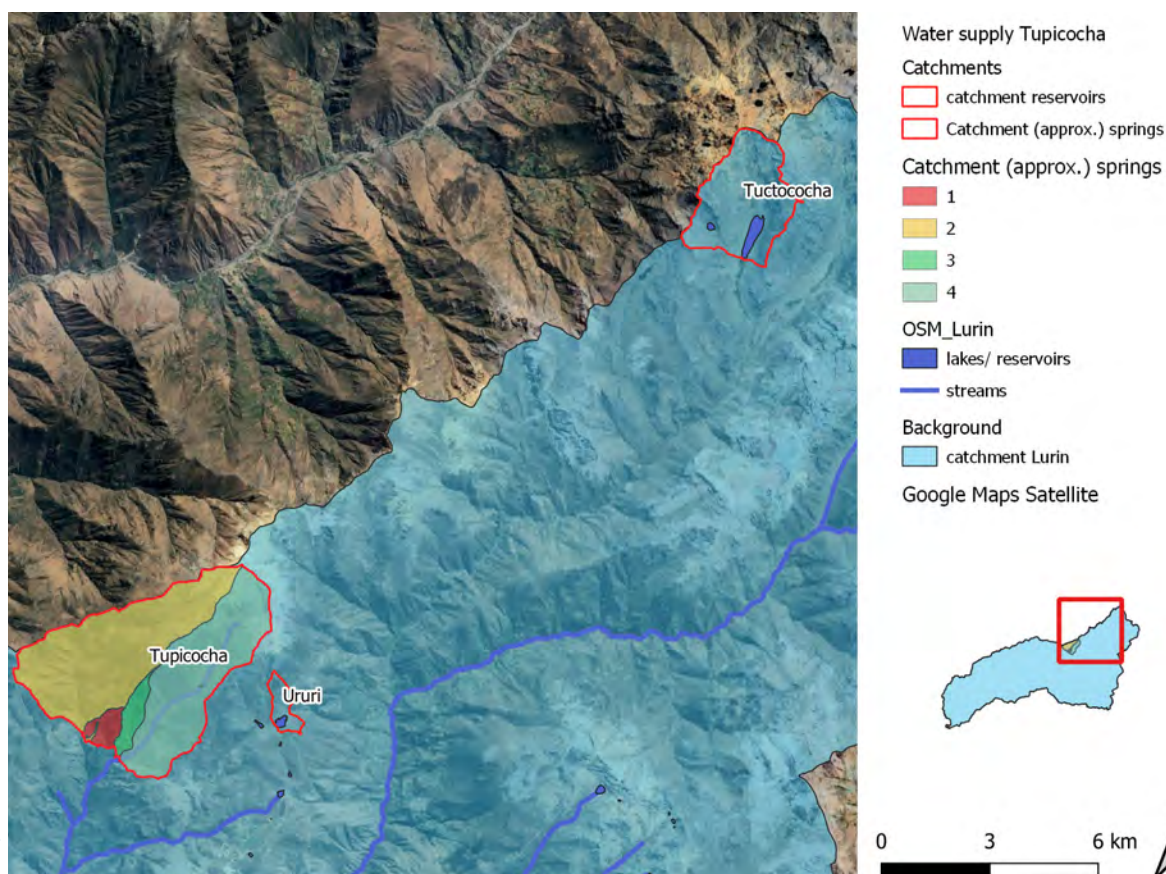 Tuctococha
Tupicocha
Ururi
Water supply Tupicocha
Catchments
catchment reservoirs
Catchment (approx.) springs
Catchment (approx.) springs
1
2
3
4
OSM_Lurin
lakes/ reservoirs
streams
Background
catchment Lurin
Google Maps Satellite
0 3 6 km